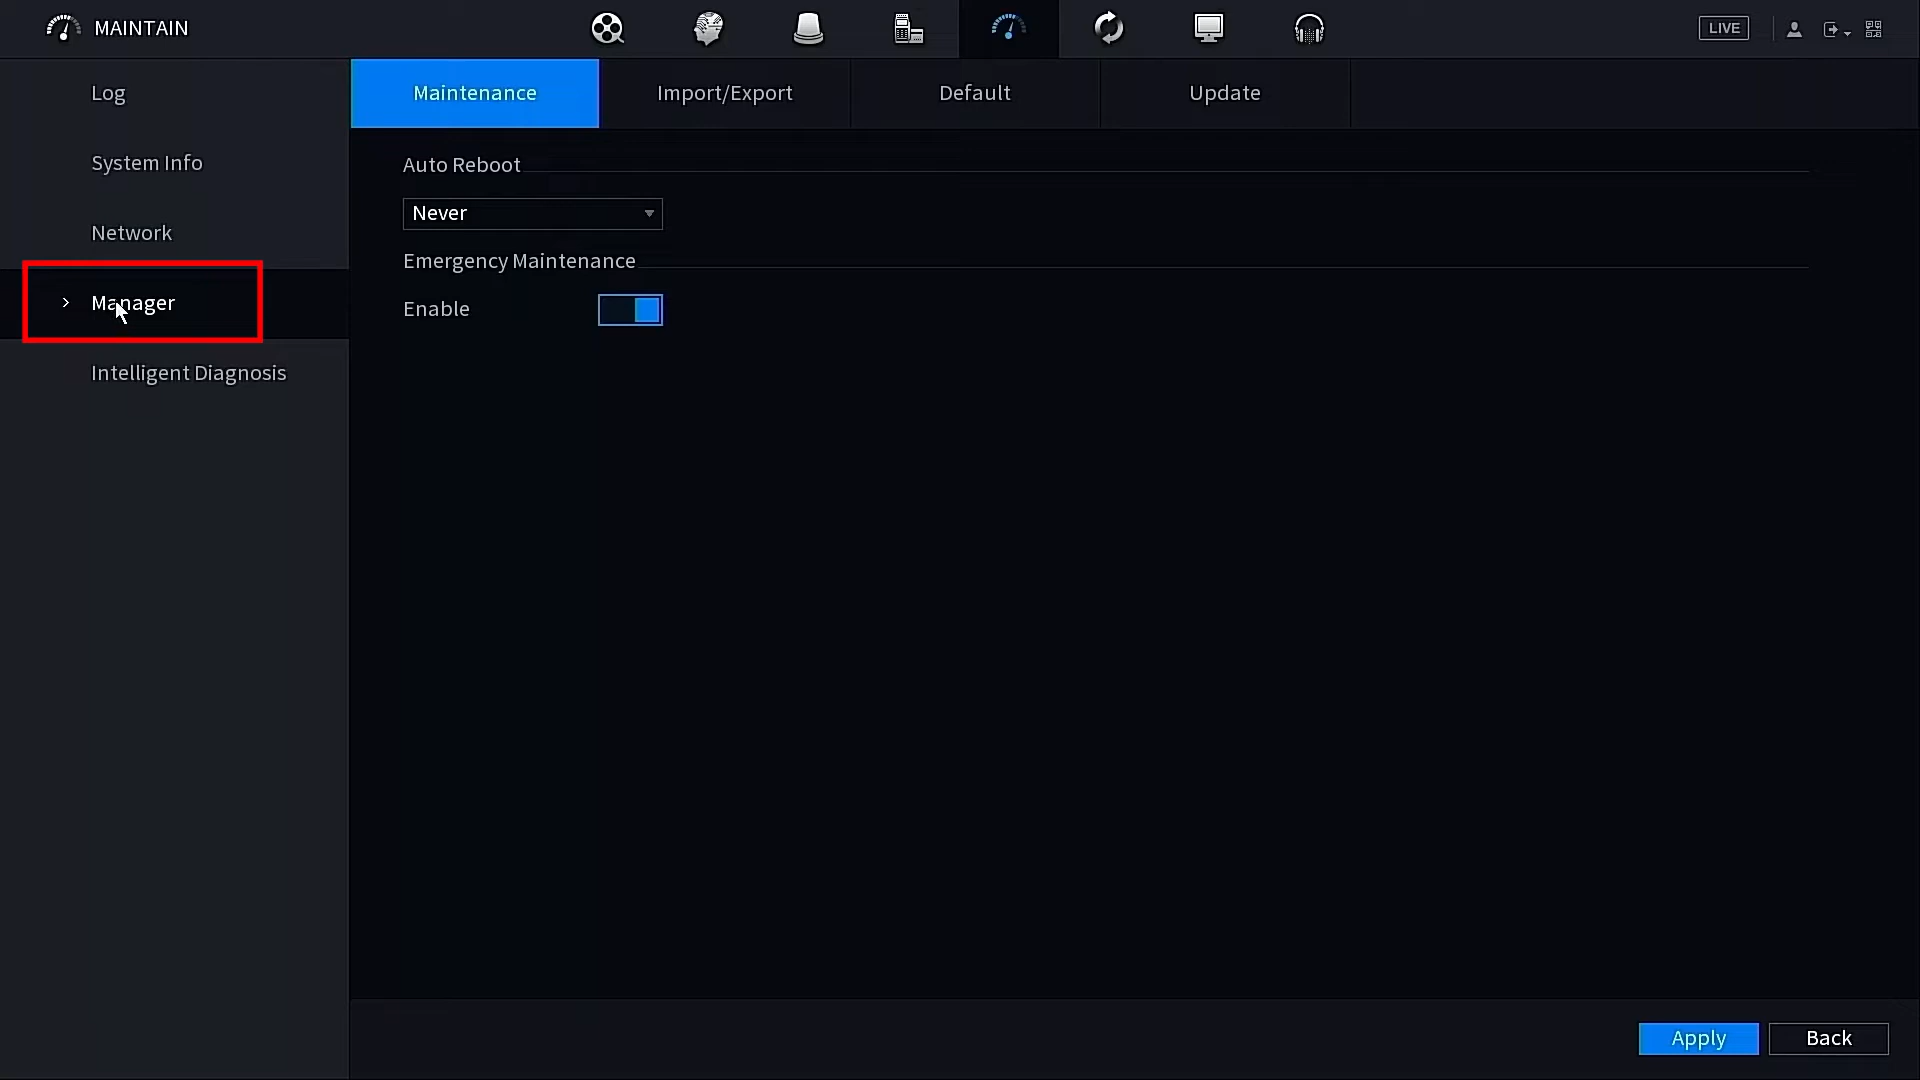 MAINTAIN
LIVE
Log
System Info
Network
> Manager
Intelligent Diagnosis
Maintenance
Import/Export
Default
Update
Auto Reboot
Never
Emergency Maintenance
Enable
Apply
Back